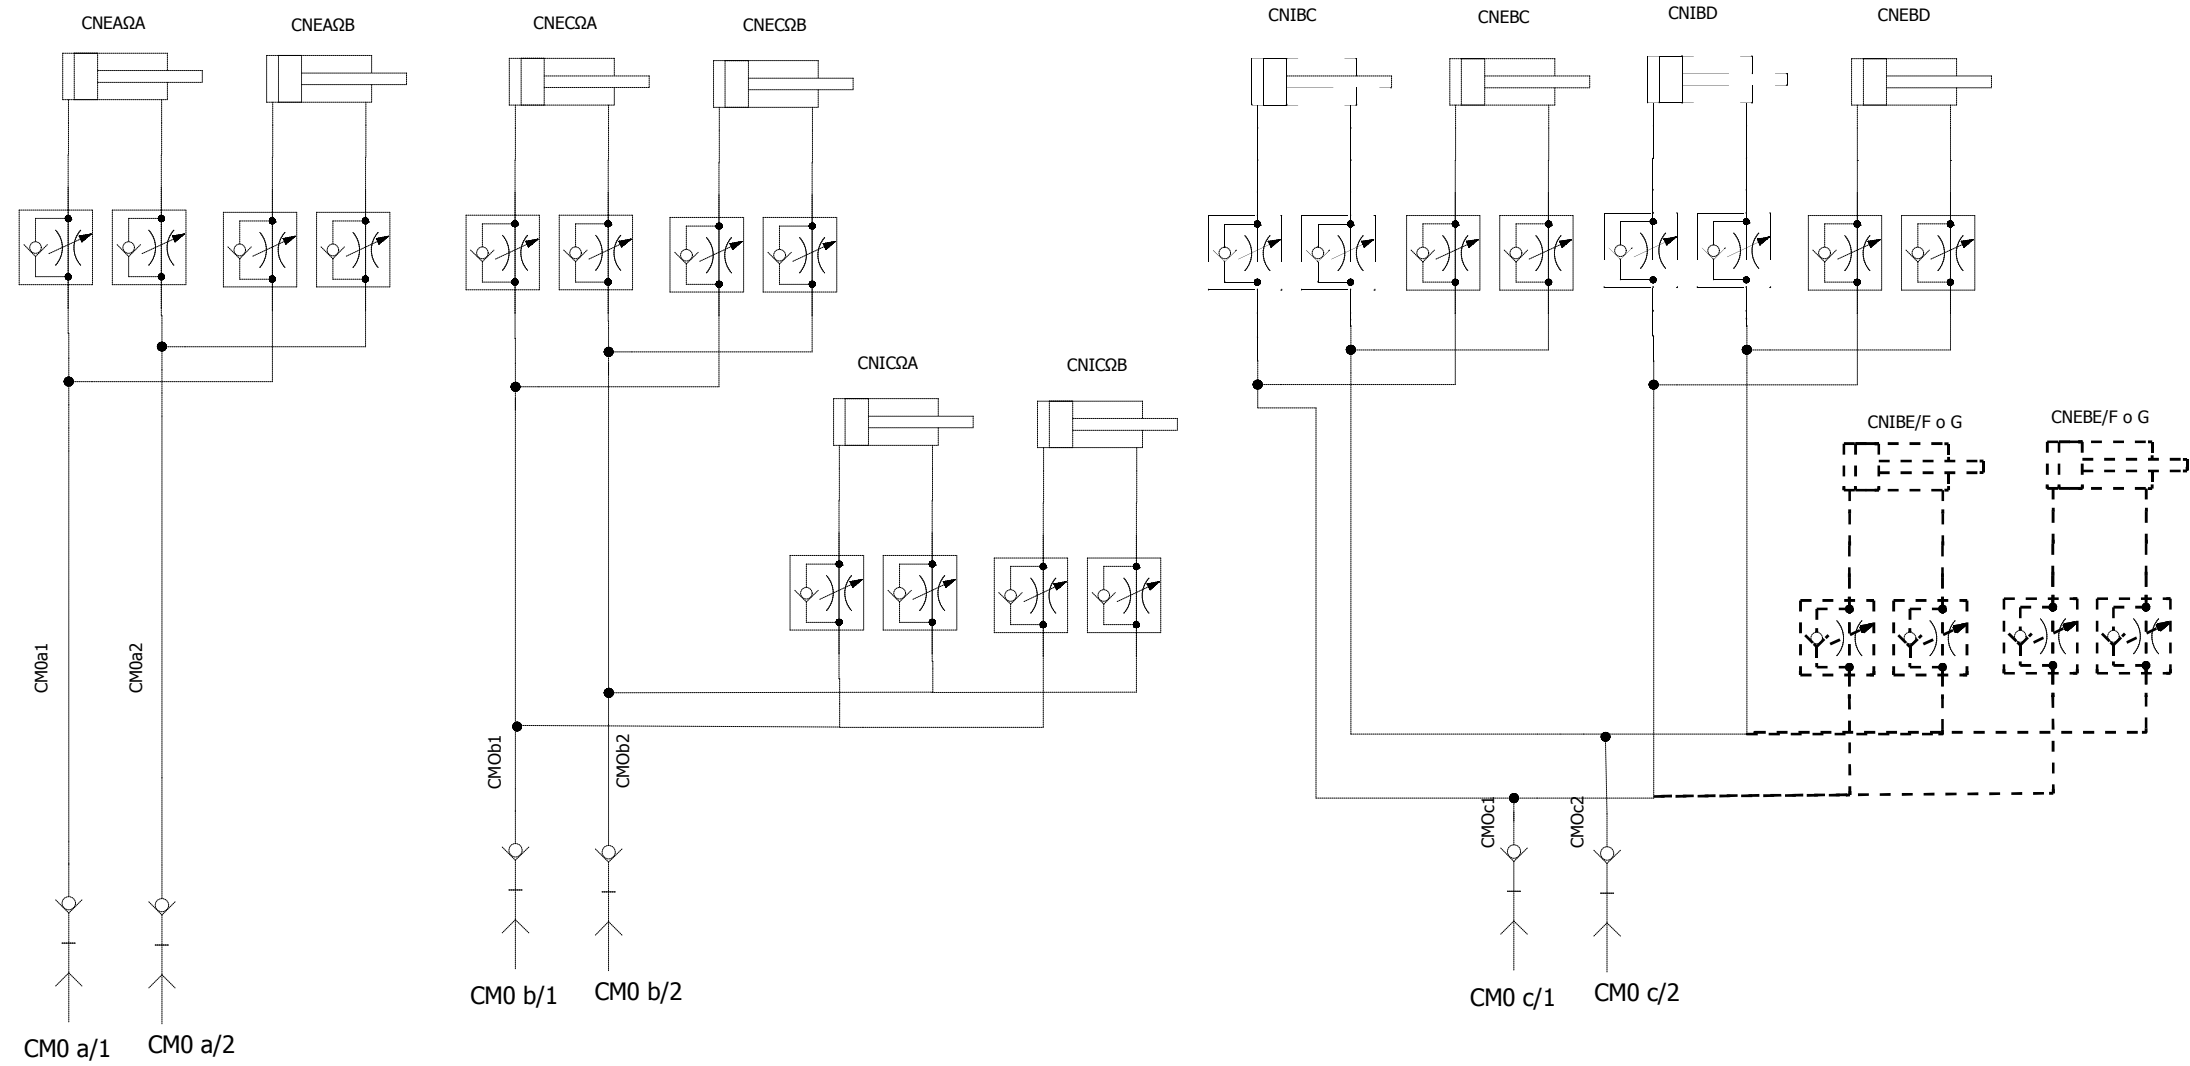 CNEAΩA
CNEAΩB
CNECΩA
CNECΩB
CNIBC
CNEBC
CNIBD
CNEBD
CNICΩA
CNICΩB
CNIBE/F o G
CNEBE/F o G
CM0a1
CM0a2
CMOb1
CMOb2
CMOc1
CMOc2
CM0 a/1
CM0 a/2
CM0 b/1
CM0 b/2
CM0 c/1
CM0 c/2